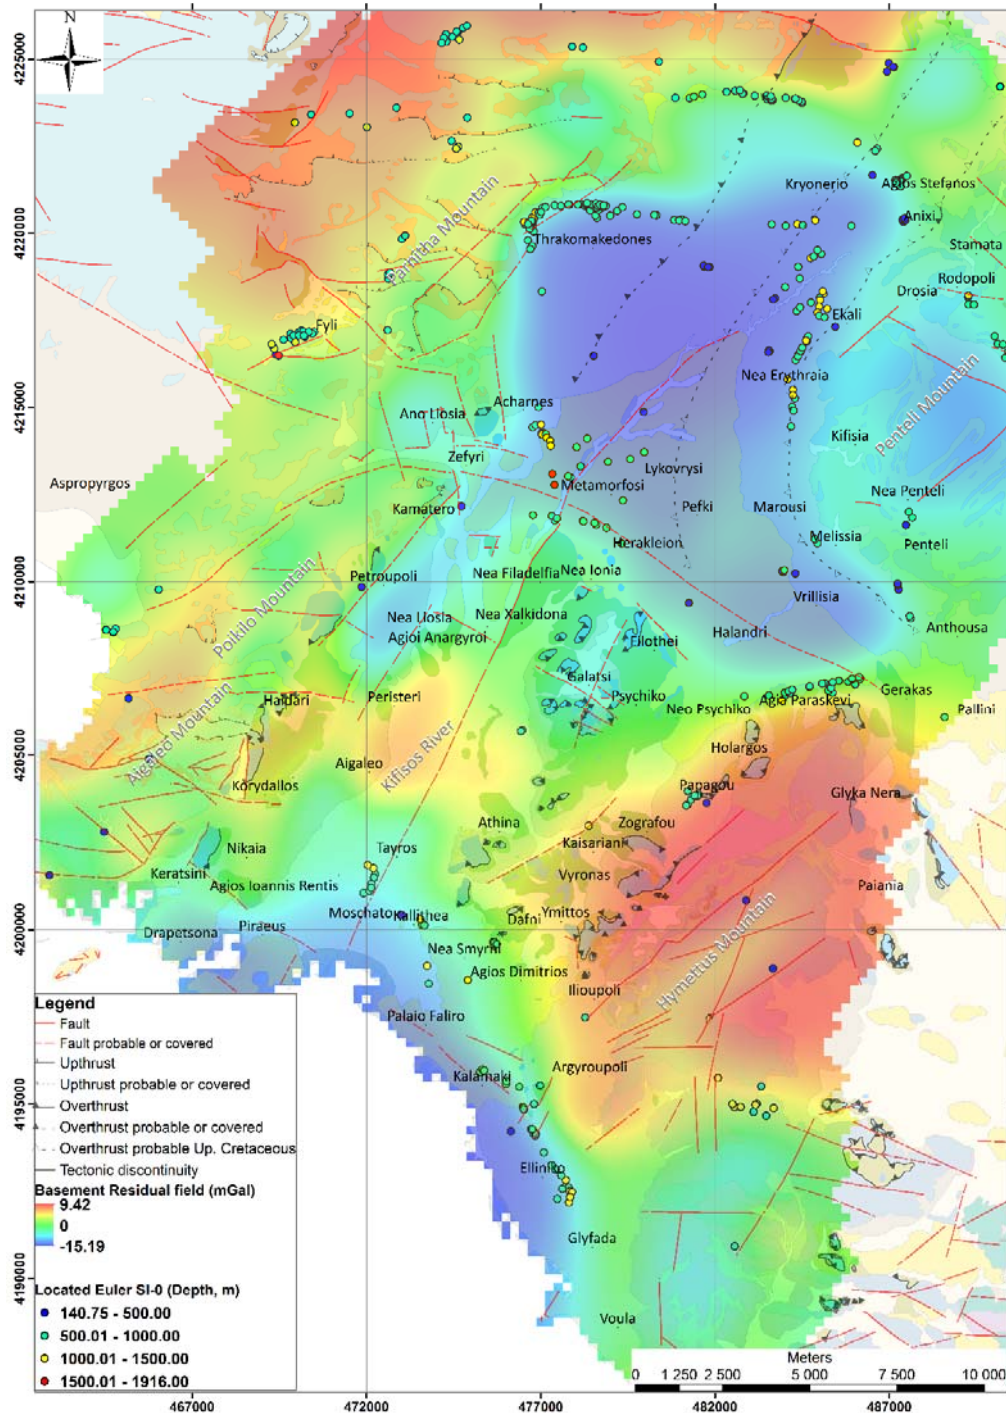 N
4225000
4220000
4215000
4210000
4205000
4200000
4195000
4190000
Kryonerio
Agios Stefanos
Anixi
Thrakomakedones
Stamata
Parnitha Mountain
Rodopoli
Drosia
Fyli
Ekali
Nea Erythraia
Acharnes
Ano Liosia
Penteli Mountain
Kifisia
Zefyri
Lykovrysi
Aspropyrgos
Metamorfosi
Nea Penteli
Kamatero
Pefki
Marousi
Melissia
Penteli
Herakleion
Nea Filadelfia
Nea Ionia
Petroupoli
Vrillisia
Poikilo Mountain
Nea Liosia
Nea Xalkidona
Anthousa
Agioi Anargyroi
Filothei
Halandri
Galatsi
Peristeri
Psychiko
Gerakas
Haidari
Neo Psychiko
Agia Paraskevi
Pallini
Aigaleo Mountain
Kifisos River
Holargos
Aigaleo
Korydallos
Papagou
Glyka Nera
Athina
Zografou
Kaisariani
Nikaia
Tayros
Keratsini
Vyronas
Agios Ioannis Rentis
Paiania
Moschato
Kallithea
Dafni
Ymittos
Drapetsona
Piraeus
Nea Smyrni
Agios Dimitrios
Ilioupoli
Hymettus Mountain
Palaio Faliro
Argyroupoli
Kalamaki
Elliniko
Glyfada
Voula
Legend
Fault
Fault probable or covered
Upthrust
Upthrust probable or covered
Overthrust
Overthrust probable or covered
Overthrust probable Up. Cretaceous
Tectonic discontinuity
Basement Residual field (mGal)
9.42
0
-15.19
Located Euler SI-0 (Depth, m)
140.75 - 500.00
500.01 - 1000.00
1000.01 - 1500.00
1500.01 - 1916.00
Meters
0 1 250 2 500 5 000 7 500 10 000
467000 472000 477000 482000 487000